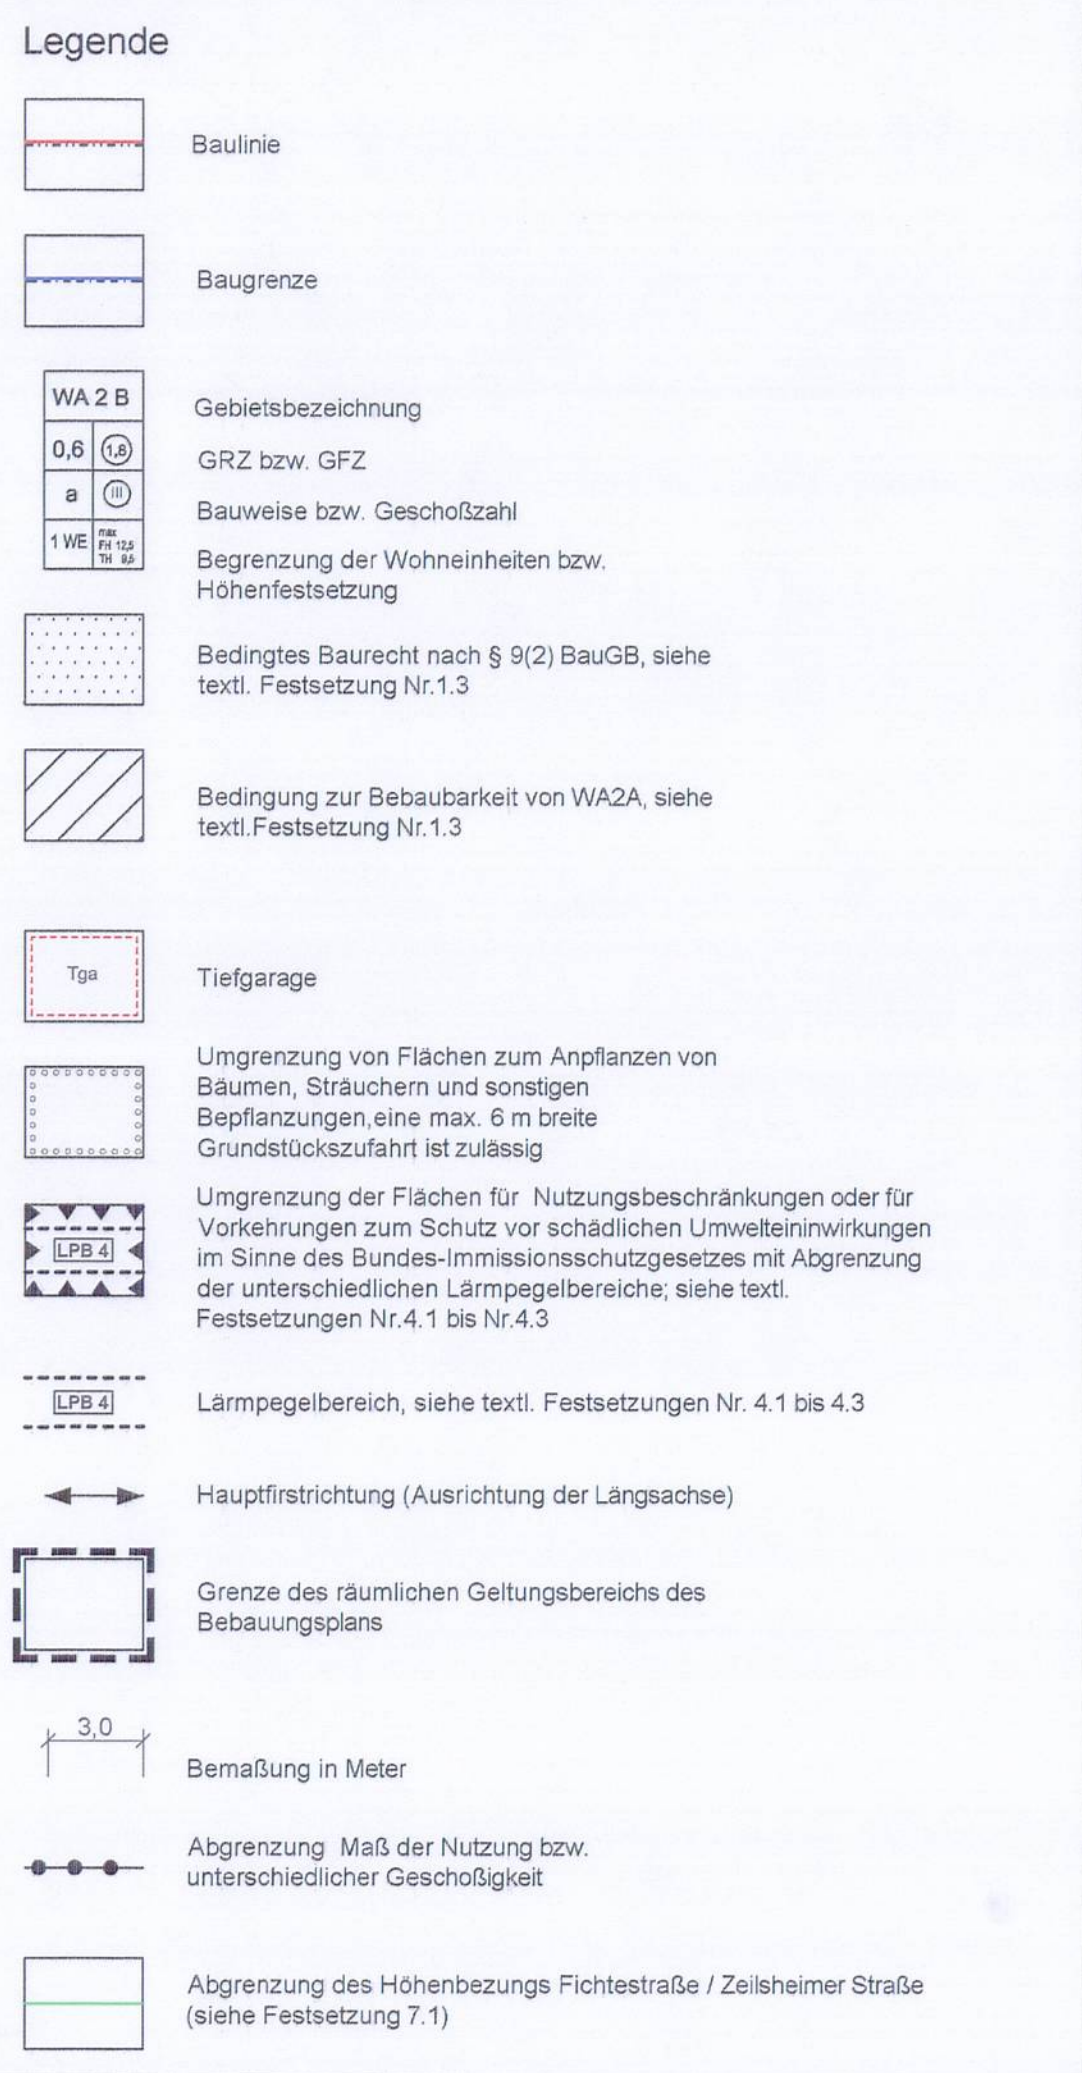 Legende
Baulinie
Baugrenze
WA 2 B
Gebietsbezeichnung
0,6 1,8
GRZ bzw. GFZ
a III
Bauweise bzw. Geschoßzahl
1 WE max
FH 12,5
TH 9,5
Begrenzung der Wohneinheiten bzw.
Höhenfestsetzung
Bedingtes Baurecht nach § 9(2) BauGB, siehe
textl. Festsetzung Nr.1.3
Bedingung zur Bebaubarkeit von WA2A, siehe
textl.Festsetzung Nr.1.3
Tga
Tiefgarage
Umgrenzung von Flächen zum Anpflanzen von
Bäumen, Sträuchern und sonstigen
Bepflanzungen,eine max. 6 m breite
Grundstückszufahrt ist zulässig
Umgrenzung der Flächen für Nutzungsbeschränkungen oder für
Vorkehrungen zum Schutz vor schädlichen Umwelteininwirkungen
LPB 4
im Sinne des Bundes-Immissionsschutzgesetzes mit Abgrenzung
der unterschiedlichen Lärmpegelbereiche; siehe textl.
Festsetzungen Nr.4.1 bis Nr.4.3
LPB 4
Lärmpegelbereich, siehe textl. Festsetzungen Nr. 4.1 bis 4.3
Hauptfirstrichtung (Ausrichtung der Längsachse)
Grenze des räumlichen Geltungsbereichs des
Bebauungsplans
3,0
Bemaßung in Meter
Abgrenzung Maß der Nutzung bzw.
unterschiedlicher Geschoßigkeit
Abgrenzung des Höhenbezungs Fichtestraße / Zeilsheimer Straße
(siehe Festsetzung 7.1)